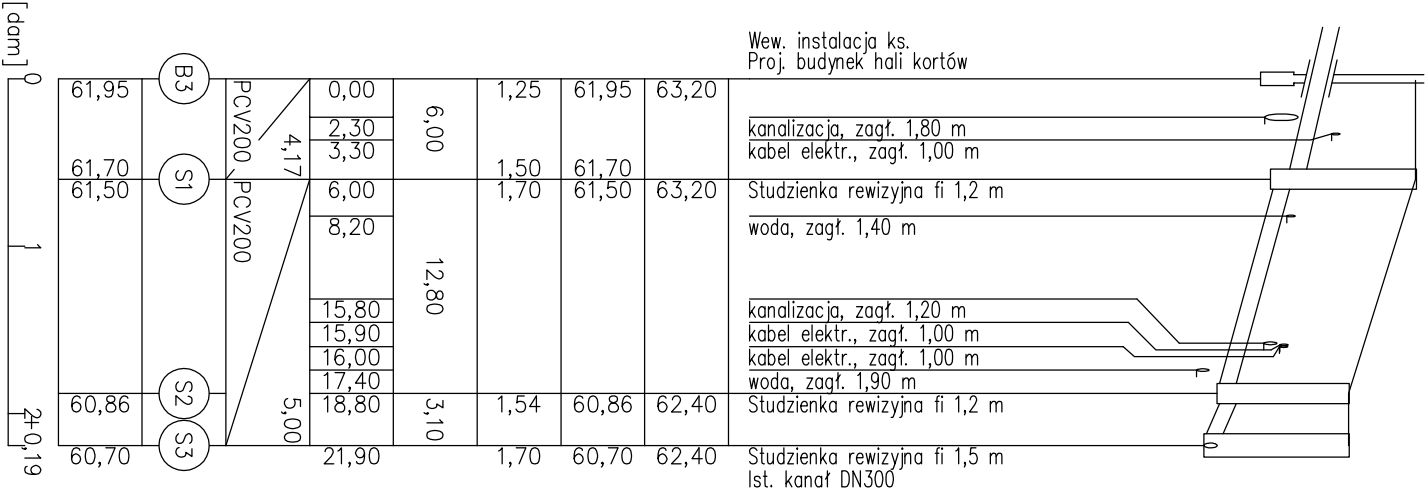 Wew. instalacja ks.
Proj. budynek hali kortów
[dam]
0
61,95
B3
PCV200
0,00
1,25
61,95
63,20
6,00
2,30
kanalizacja, zagł. 1,80 m
4,17
3,30
kabel elektr., zagł. 1,00 m
61,70
1,50
61,70
S1
61,50
PCV200
6,00
1,70
61,50
63,20
Studzienka rewizyjna fi 1,2 m
8,20
woda, zagł. 1,40 m
1
12,80
15,80
kanalizacja, zagł. 1,20 m
15,90
kabel elektr., zagł. 1,00 m
16,00
kabel elektr., zagł. 1,00 m
17,40
woda, zagł. 1,90 m
S2
5,00
60,86
18,80
3,10
1,54
60,86
62,40
Studzienka rewizyjna fi 1,2 m
2+0,19
S3
60,70
21,90
1,70
60,70
62,40
Studzienka rewizyjna fi 1,5 m
Ist. kanał DN300